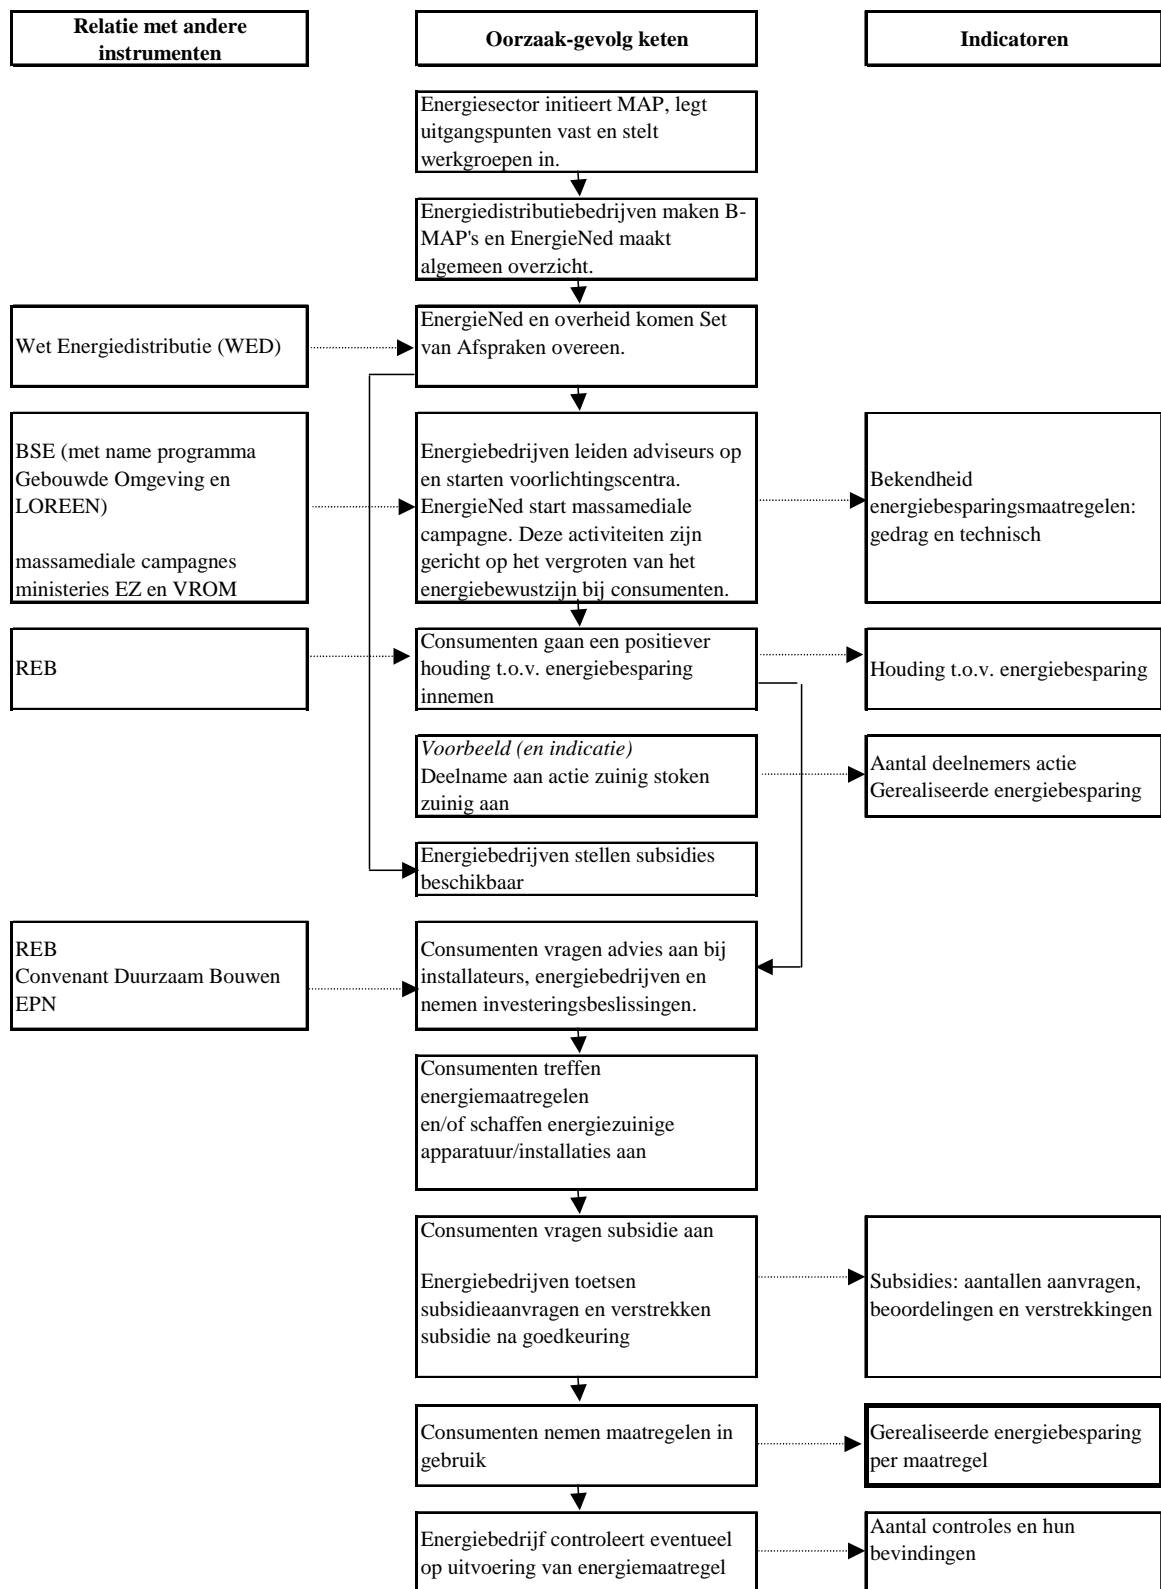 Relatie met andere
instrumenten
Oorzaak-gevolg keten
Indicatoren
Energiesector initieert MAP, legt
uitgangspunten vast en stelt
werkgroepen in.
Energiedistributiebedrijven maken B-
MAP's en EnergieNed maakt
algemeen overzicht.
Wet Energiedistributie (WED)
EnergieNed en overheid komen Set
van Afspraken overeen.
BSE (met name programma
Gebouwde Omgeving en
LOREEN)
massamediale campagnes
ministeries EZ en VROM
Energiebedrijven leiden adviseurs op
en starten voorlichtingscentra.
EnergieNed start massamediale
campagne. Deze activiteiten zijn
gericht op het vergroten van het
energiebewustzijn bij consumenten.
Bekendheid
energiebesparingsmaatregelen:
gedrag en technisch
REB
Consumenten gaan een positiever
houding t.o.v. energiebesparing
innemen
Houding t.o.v. energiebesparing
Voorbeeld (en indicatie)
Deelname aan actie zuinig stoken
zuinig aan
Aantal deelnemers actie
Gerealiseerde energiebesparing
Energiebedrijven stellen subsidies
beschikbaar
REB
Convenant Duurzaam Bouwen
EPN
Consumenten vragen advies aan bij
installateurs, energiebedrijven en
nemen investeringsbeslissingen.
Consumenten treffen
energiemaatregelen
en/of schaffen energiezuinige
apparatuur/installaties aan
Consumenten vragen subsidie aan
Energiebedrijven toetsen
subsidieaanvragen en verstrekken
subsidie na goedkeuring
Subsidies: aantallen aanvragen,
beoordelingen en verstrekkingen
Consumenten nemen maatregelen in
gebruik
Gerealiseerde energiebesparing
per maatregel
Energiebedrijf controleert eventueel
op uitvoering van energiemaatregel
Aantal controles en hun
bevindingen